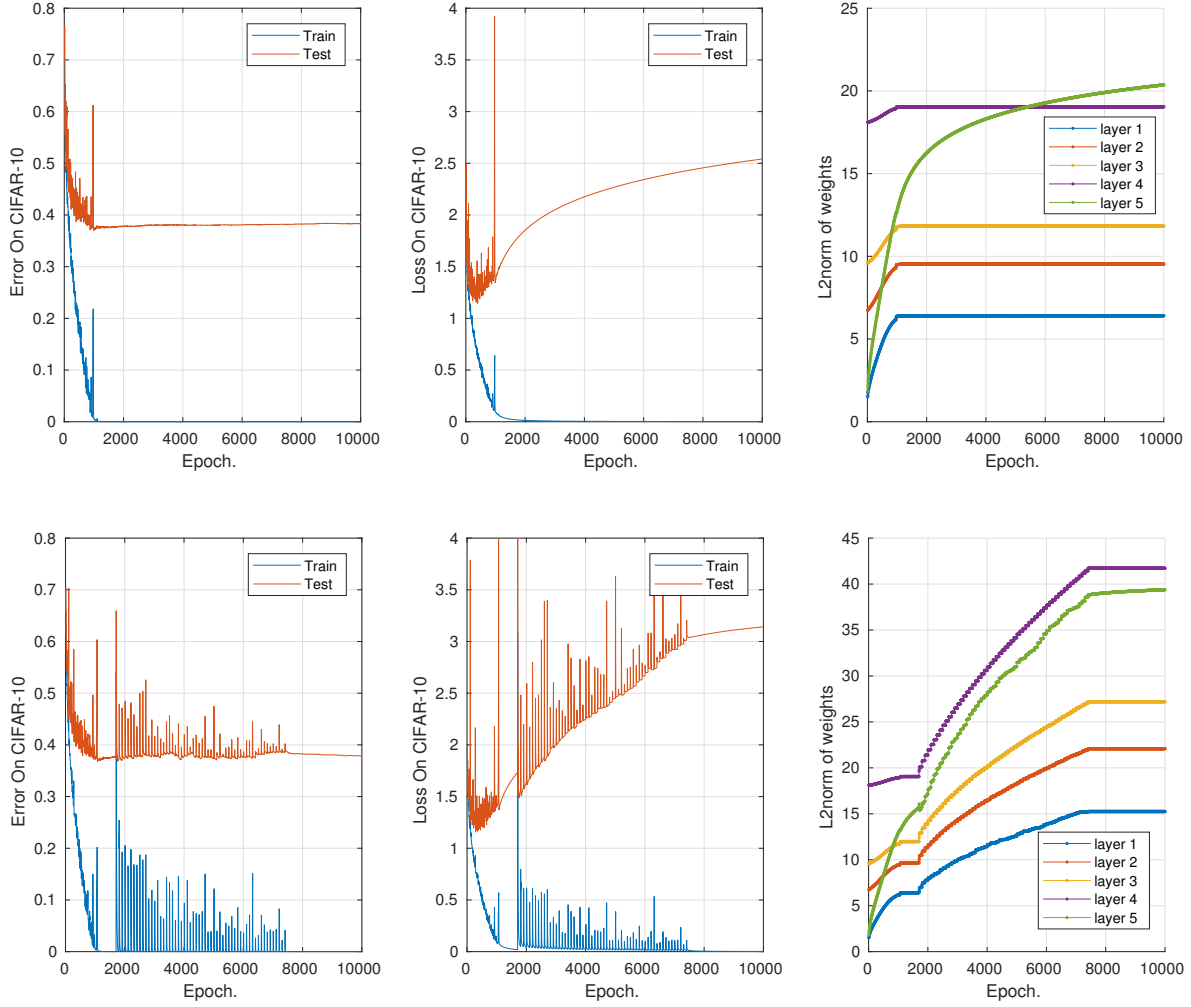 0.8
0.7
0.6
0.5
0.4
0.3
0.2
0.1
0
Error On CIFAR-10
0 2000 4000 6000 8000 10000
Epoch.
Train
Test
4
3.5
3
2.5
2
1.5
1
0.5
0
Loss On CIFAR-10
0 2000 4000 6000 8000 10000
Epoch.
Train
Test
25
20
15
10
5
0
L2norm of weights
0 2000 4000 6000 8000 10000
Epoch.
layer 1
layer 2
layer 3
layer 4
layer 5
0.8
0.7
0.6
0.5
0.4
0.3
0.2
0.1
0
Error On CIFAR-10
0 2000 4000 6000 8000 10000
Epoch.
Train
Test
4
3.5
3
2.5
2
1.5
1
0.5
0
Loss On CIFAR-10
0 2000 4000 6000 8000 10000
Epoch.
Train
Test
45
40
35
30
25
20
15
10
5
0
L2norm of weights
0 2000 4000 6000 8000 10000
Epoch.
layer 1
layer 2
layer 3
layer 4
layer 5